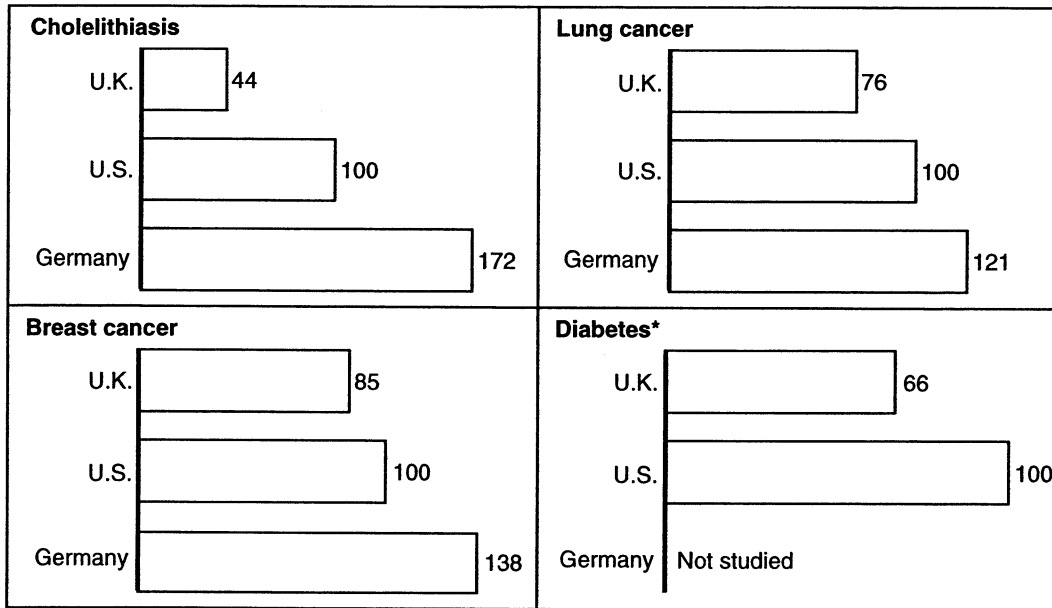 Cholelithiasis
U.K. 44
U.S. 100
Germany 172
Lung cancer
U.K. 76
U.S. 100
Germany 121
Breast cancer
U.K. 85
U.S. 100
Germany 138
Diabetes*
U.K. 66
U.S. 100
Germany Not studied